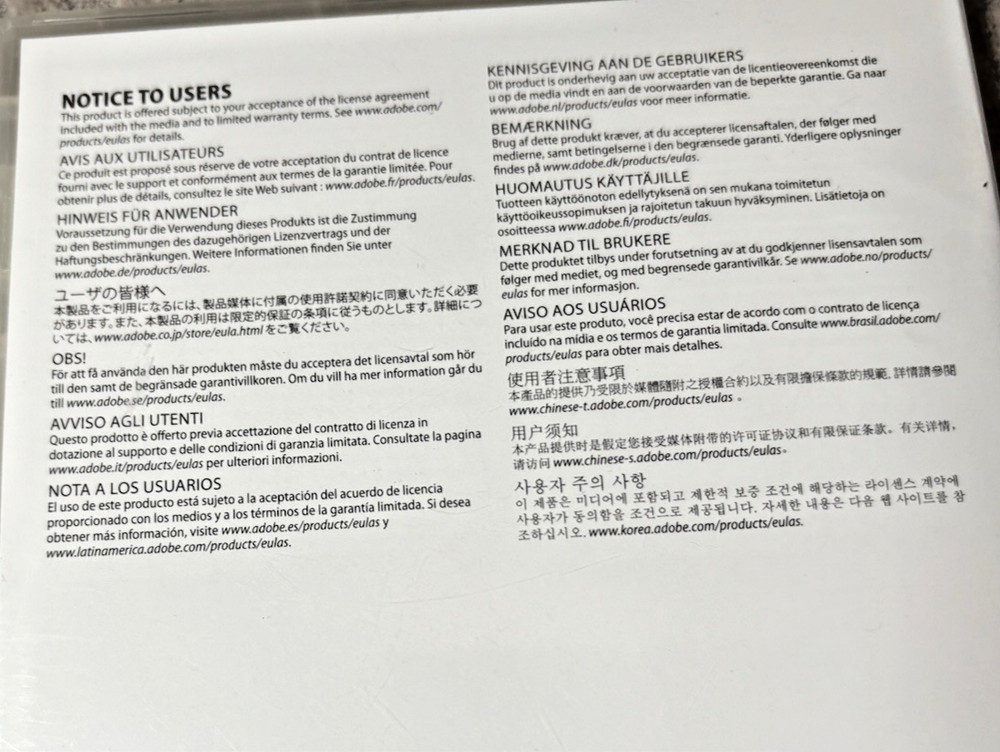 NOTICE TO USERS
This product is offered subject to your acceptance of the license agreement
included with the media and to limited warranty terms. See www.adobe.com/
products/eulas for details.
AVIS AUX UTILISATEURS
Ce produit est proposé sous réserve de votre acceptation du contrat de licence
fourni avec le support et conformément aux termes de la garantie limitée. Pour
obtenir plus de détails, consultez le site Web suivant : www.adobe.fr/products/eulas.
HINWEIS FÜR ANWENDER
Voraussetzung für die Verwendung dieses Produkts ist die Zustimmung
zu den Bestimmungen des dazugehörigen Lizenzvertrags und der
Haftungsbeschränkungen. Weitere Informationen finden Sie unter
www.adobe.de/products/eulas.
ユーザの皆様へ
本製品をご利用になるには、製品媒体に付属の使用許諾契約に同意いただく必要
があります。また、本製品の利用は限定的保証の条項に従うものとします。詳細につ
いては、www.adobe.co.jp/store/eula.html をご覧ください。
OBS!
För att få använda den här produkten måste du acceptera det licensavtal som hör
till den samt de begränsade garantivillkoren. Om du vill ha mer information går du
till www.adobe.se/products/eulas.
AVVISO AGLI UTENTI
Questo prodotto è offerto previa accettazione del contratto di licenza in
dotazione al supporto e delle condizioni di garanzia limitata. Consultate la pagina
www.adobe.it/products/eulas per ulteriori informazioni.
NOTA A LOS USUARIOS
El uso de este producto está sujeto a la aceptación del acuerdo de licencia
proporcionado con los medios y a los términos de la garantía limitada. Si desea
obtener más información, visite www.adobe.es/products/eulas y
www.latinamerica.adobe.com/products/eulas.
KENNISGEVING AAN DE GEBRUIKERS
Dit product is onderhevig aan uw acceptatie van de licentieovereenkomst die
u op de media vindt en aan de voorwaarden van de beperkte garantie. Ga naar
www.adobe.nl/products/eulas voor meer informatie.
BEMÆRKNING
Brug af dette produkt kræver, at du accepterer licensaftalen, der følger med
medierne, samt betingelserne i den begrænsede garanti. Yderligere oplysninger
findes på www.adobe.dk/products/eulas.
HUOMAUTUS KÄYTTÄJILLE
Tuotteen käyttöönoton edellytyksenä on sen mukana toimitetun
käyttöoikeussopimuksen ja rajoitetun takuun hyväksyminen. Lisätietoja on
osoitteessa www.adobe.fi/products/eulas.
MERKNAD TIL BRUKERE
Dette produktet tilbys under forutsetning av at du godkjenner lisensavtalen som
følger med mediet, og med begrensede garantivilkår. Se www.adobe.no/products/
eulas for mer informasjon.
AVISO AOS USUÁRIOS
Para usar este produto, você precisa estar de acordo com o contrato de licença
incluído na mídia e os termos de garantia limitada. Consulte www.brasil.adobe.com/
products/eulas para obter mais detalhes.
使用者注意事項
本產品的提供乃受限於媒體隨附之授權合約以及有限擔保條款的規範. 詳情請參閱
www.chinese-t.adobe.com/products/eulas 。
用户须知
本产品提供时是假定您接受媒体附带的许可证协议和有限保证条款。有关详情，
请访问 www.chinese-s.adobe.com/products/eulas。
사용자 주의 사항
이 제품은 미디어에 포함되고 제한적 보증 조건에 해당하는 라이센스 계약에
사용자가 동의함을 조건으로 제공됩니다. 자세한 내용은 다음 웹 사이트를 참
조하십시오. www.korea.adobe.com/products/eulas.